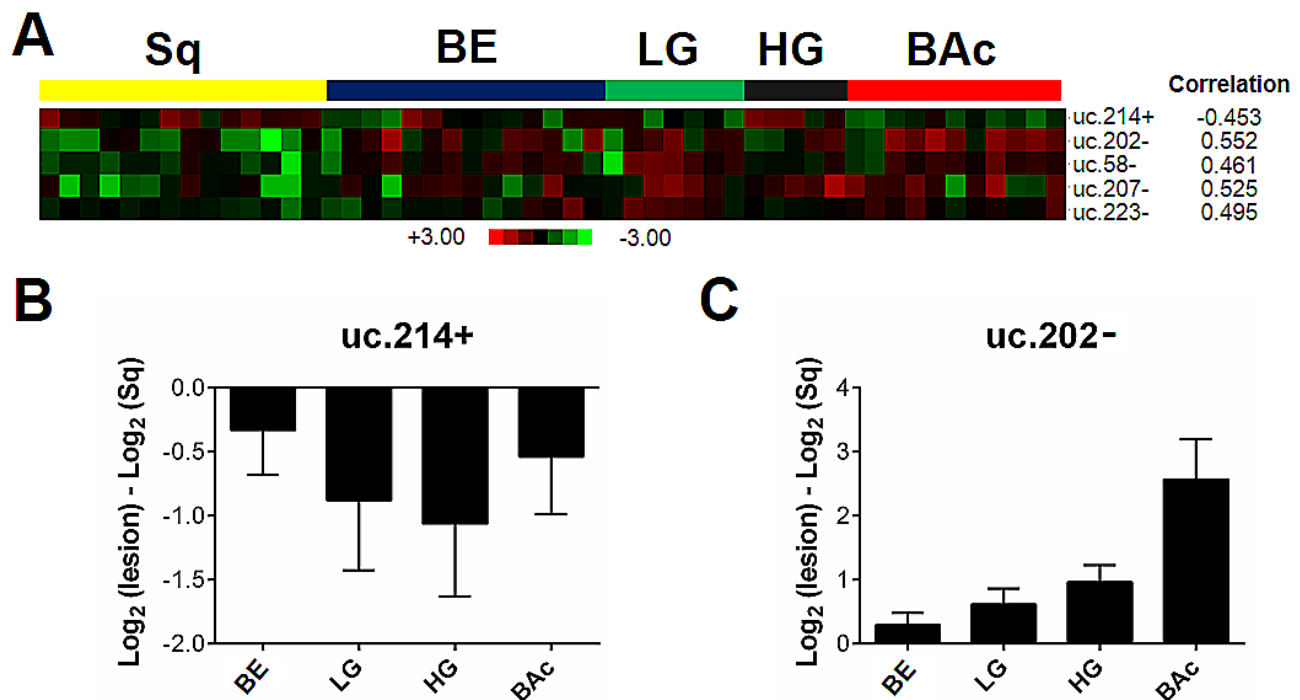 A
Sq BE LG HG BAc
Correlation
uc.214+ -0.453
uc.202- 0.552
uc.58- 0.461
uc.207- 0.525
uc.223- 0.495
+3.00 -3.00
B
uc.214+
Log2 (lesion) - Log2 (Sq)
0.0
-0.5
-1.0
-1.5
-2.0
BE LG HG BAc
C
uc.202-
Log2 (lesion) - Log2 (Sq)
4
3
2
1
0
BE LG HG BAc